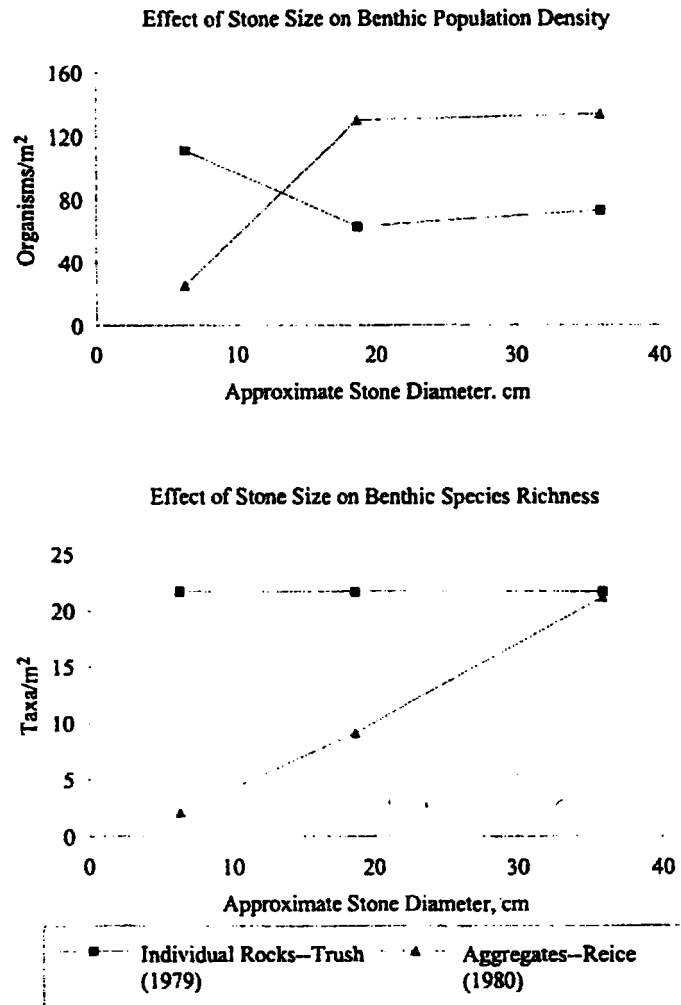 Effect of Stone Size on Benthic Population Density
160
120
80
40
0
Organisms/m²
0 10 20 30 40
Approximate Stone Diameter. cm
Effect of Stone Size on Benthic Species Richness
25
20
15
10
5
0
Taxa/m²
0 10 20 30 40
Approximate Stone Diameter, cm
Individual Rocks--Trush Aggregates--Reice
(1979) (1980)